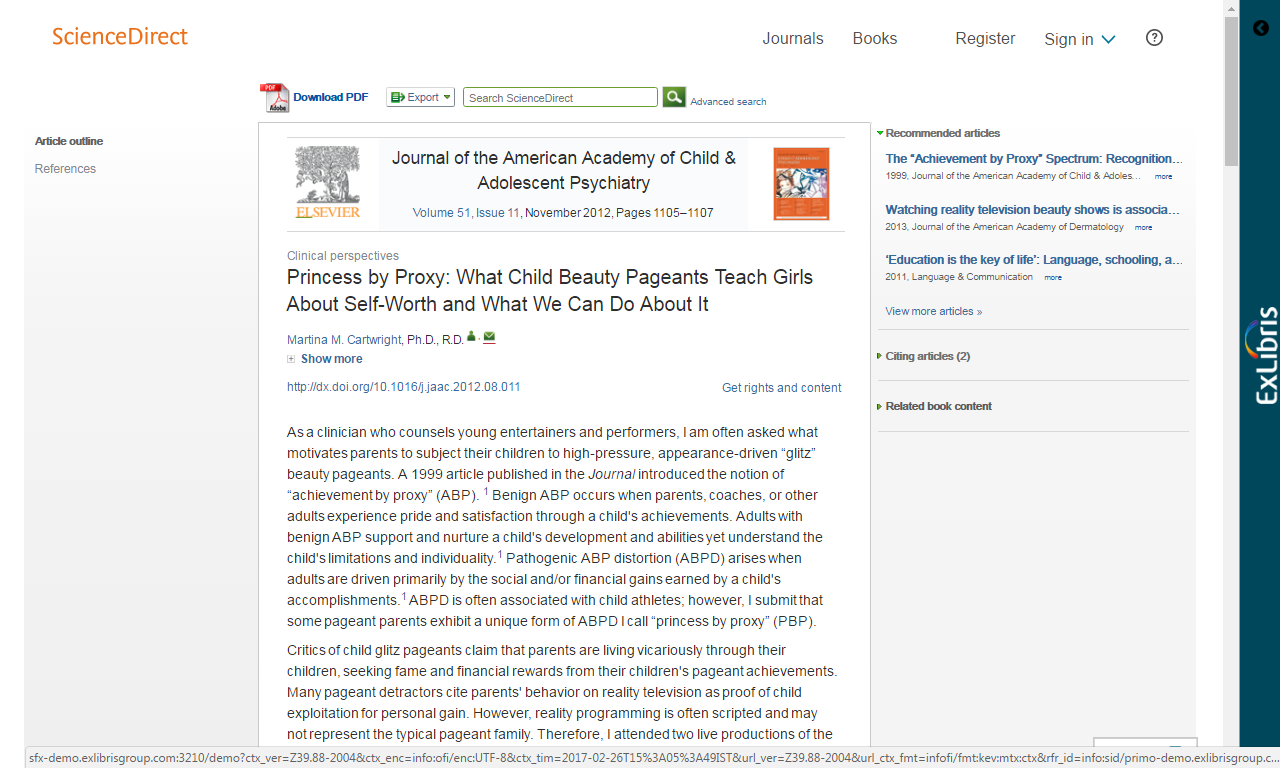 ScienceDirect
Journals
Books
Register
Sign in
?
PDF
Adobe
Download PDF
Export
Search ScienceDirect
Advanced search
Article outline
References
ELSEVIER
Journal of the American Academy of Child &
Adolescent Psychiatry
Volume 51, Issue 11, November 2012, Pages 1105–1107
Clinical perspectives
Princess by Proxy: What Child Beauty Pageants Teach Girls
About Self-Worth and What We Can Do About It
Martina M. Cartwright, Ph.D., R.D.
Show more
http://dx.doi.org/10.1016/j.jaac.2012.08.011
Get rights and content
As a clinician who counsels young entertainers and performers, I am often asked what
motivates parents to subject their children to high-pressure, appearance-driven “glitz”
beauty pageants. A 1999 article published in the Journal introduced the notion of
“achievement by proxy” (ABP). 1 Benign ABP occurs when parents, coaches, or other
adults experience pride and satisfaction through a child's achievements. Adults with
benign ABP support and nurture a child's development and abilities yet understand the
child's limitations and individuality.1 Pathogenic ABP distortion (ABPD) arises when
adults are driven primarily by the social and/or financial gains earned by a child's
accomplishments.1 ABPD is often associated with child athletes; however, I submit that
some pageant parents exhibit a unique form of ABPD I call “princess by proxy” (PBP).
Critics of child glitz pageants claim that parents are living vicariously through their
children, seeking fame and financial rewards from their children's pageant achievements.
Many pageant detractors cite parents' behavior on reality television as proof of child
exploitation for personal gain. However, reality programming is often scripted and may
not represent the typical pageant family. Therefore, I attended two live productions of the
Recommended articles
The “Achievement by Proxy” Spectrum: Recognition…
1999, Journal of the American Academy of Child & Adoles… more
Watching reality television beauty shows is associa…
2013, Journal of the American Academy of Dermatology more
‘Education is the key of life’: Language, schooling, a…
2011, Language & Communication more
View more articles »
Citing articles (2)
Related book content
ExLibris
sfx-demo.exlibrisgroup.com:3210/demo?ctx_ver=Z39.88-2004&ctx_enc=info:ofi/enc:UTF-8&ctx_tim=2017-02-26T15%3A05%3A49IST&url_ver=Z39.88-2004&url_ctx_fmt=infofi/fmt:kev:mtx:ctx&rfr_id=info:sid/primo-demo.exlibrisgroup.c...